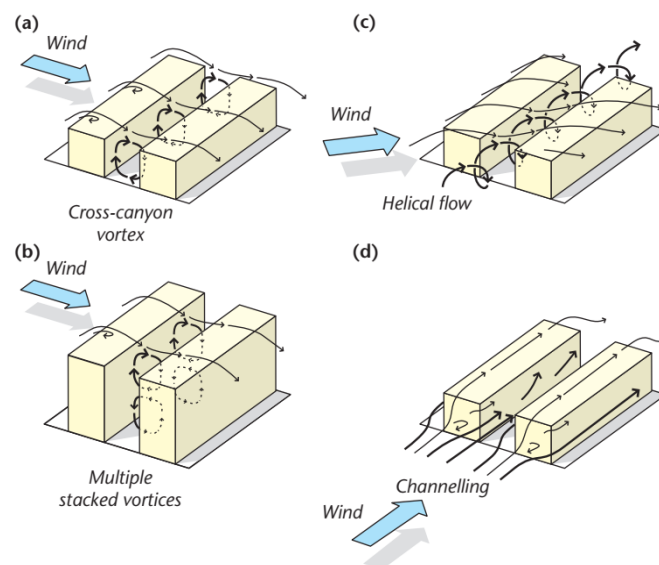 (a)
Wind
Cross-canyon
vortex
(b)
Wind
Multiple
stacked vortices
(c)
Wind
Helical flow
(d)
Channelling
Wind